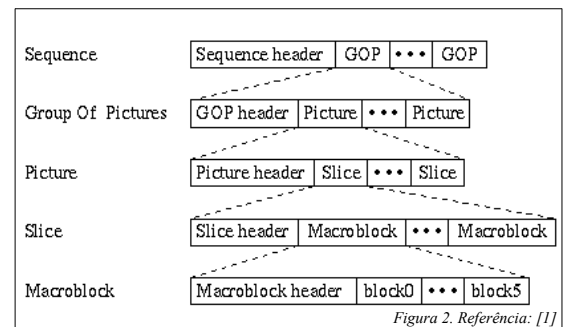 Sequence Sequence header GOP ••• GOP
Group Of Pictures GOP header Picture ••• Picture
Picture Picture header Slice ••• Slice
Slice Slice header Macroblock ••• Macroblock
Macroblock Macroblock header block0 ••• block5
Figura 2. Referência: [1]